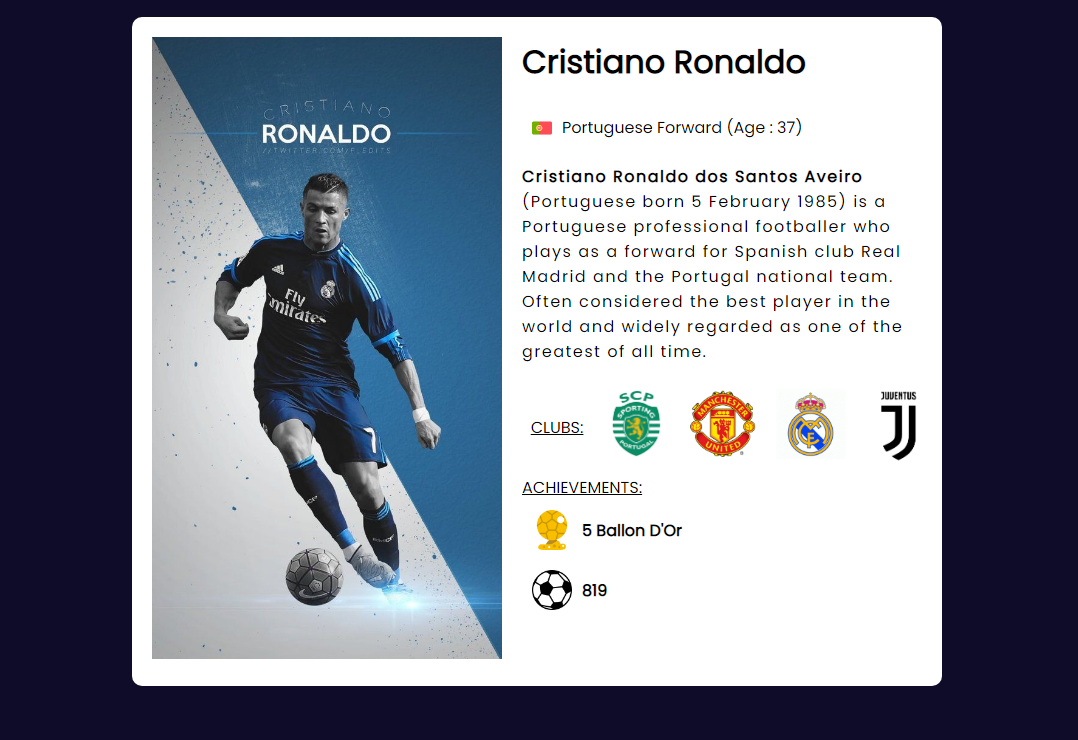 CRISTIANO
RONALDO
Fly
Emirates
7
Cristiano Ronaldo
Portuguese Forward (Age : 37)
Cristiano Ronaldo dos Santos Aveiro
(Portuguese born 5 February 1985) is a
Portuguese professional footballer who
plays as a forward for Spanish club Real
Madrid and the Portugal national team.
Often considered the best player in the
world and widely regarded as one of the
greatest of all time.
CLUBS:
SCP
SPORTING
PORTUGAL
MANCHESTER
UNITED
JUVENTUS
ACHIEVEMENTS:
5 Ballon D'Or
819